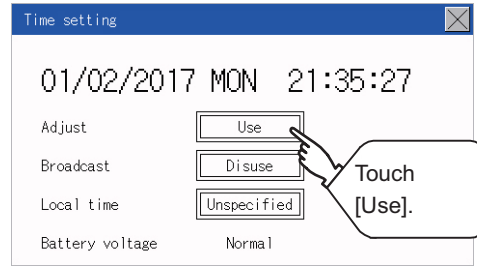 Time setting
01/02/2017 MON 21:35:27
Adjust Use
Broadcast Disuse
Touch
[Use].
Local time Unspecified
Battery voltage Normal